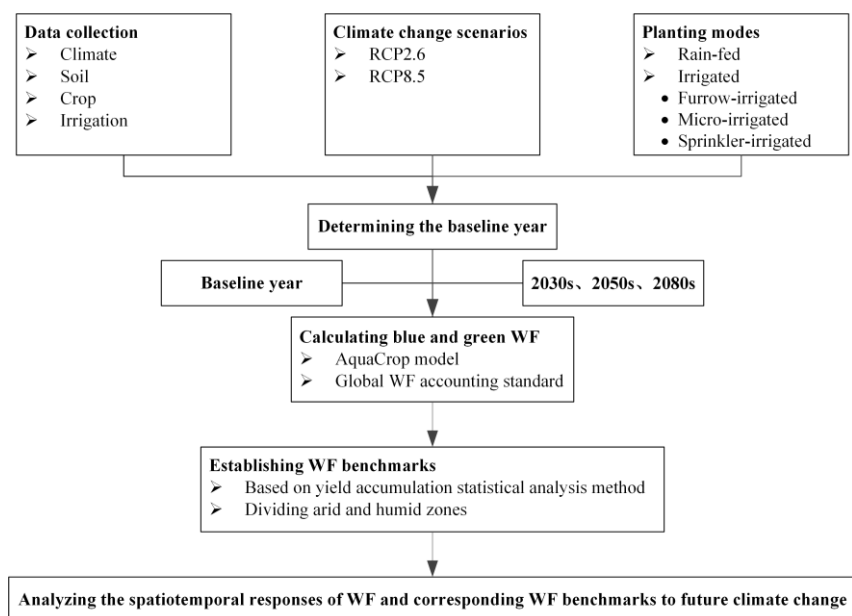 Data collection
➢ Climate
➢ Soil
➢ Crop
➢ Irrigation
Climate change scenarios
➢ RCP2.6
➢ RCP8.5
Planting modes
➢ Rain-fed
➢ Irrigated
• Furrow-irrigated
• Micro-irrigated
• Sprinkler-irrigated
Determining the baseline year
Baseline year
2030s、2050s、2080s
Calculating blue and green WF
➢ AquaCrop model
➢ Global WF accounting standard
Establishing WF benchmarks
➢ Based on yield accumulation statistical analysis method
➢ Dividing arid and humid zones
Analyzing the spatiotemporal responses of WF and corresponding WF benchmarks to future climate change